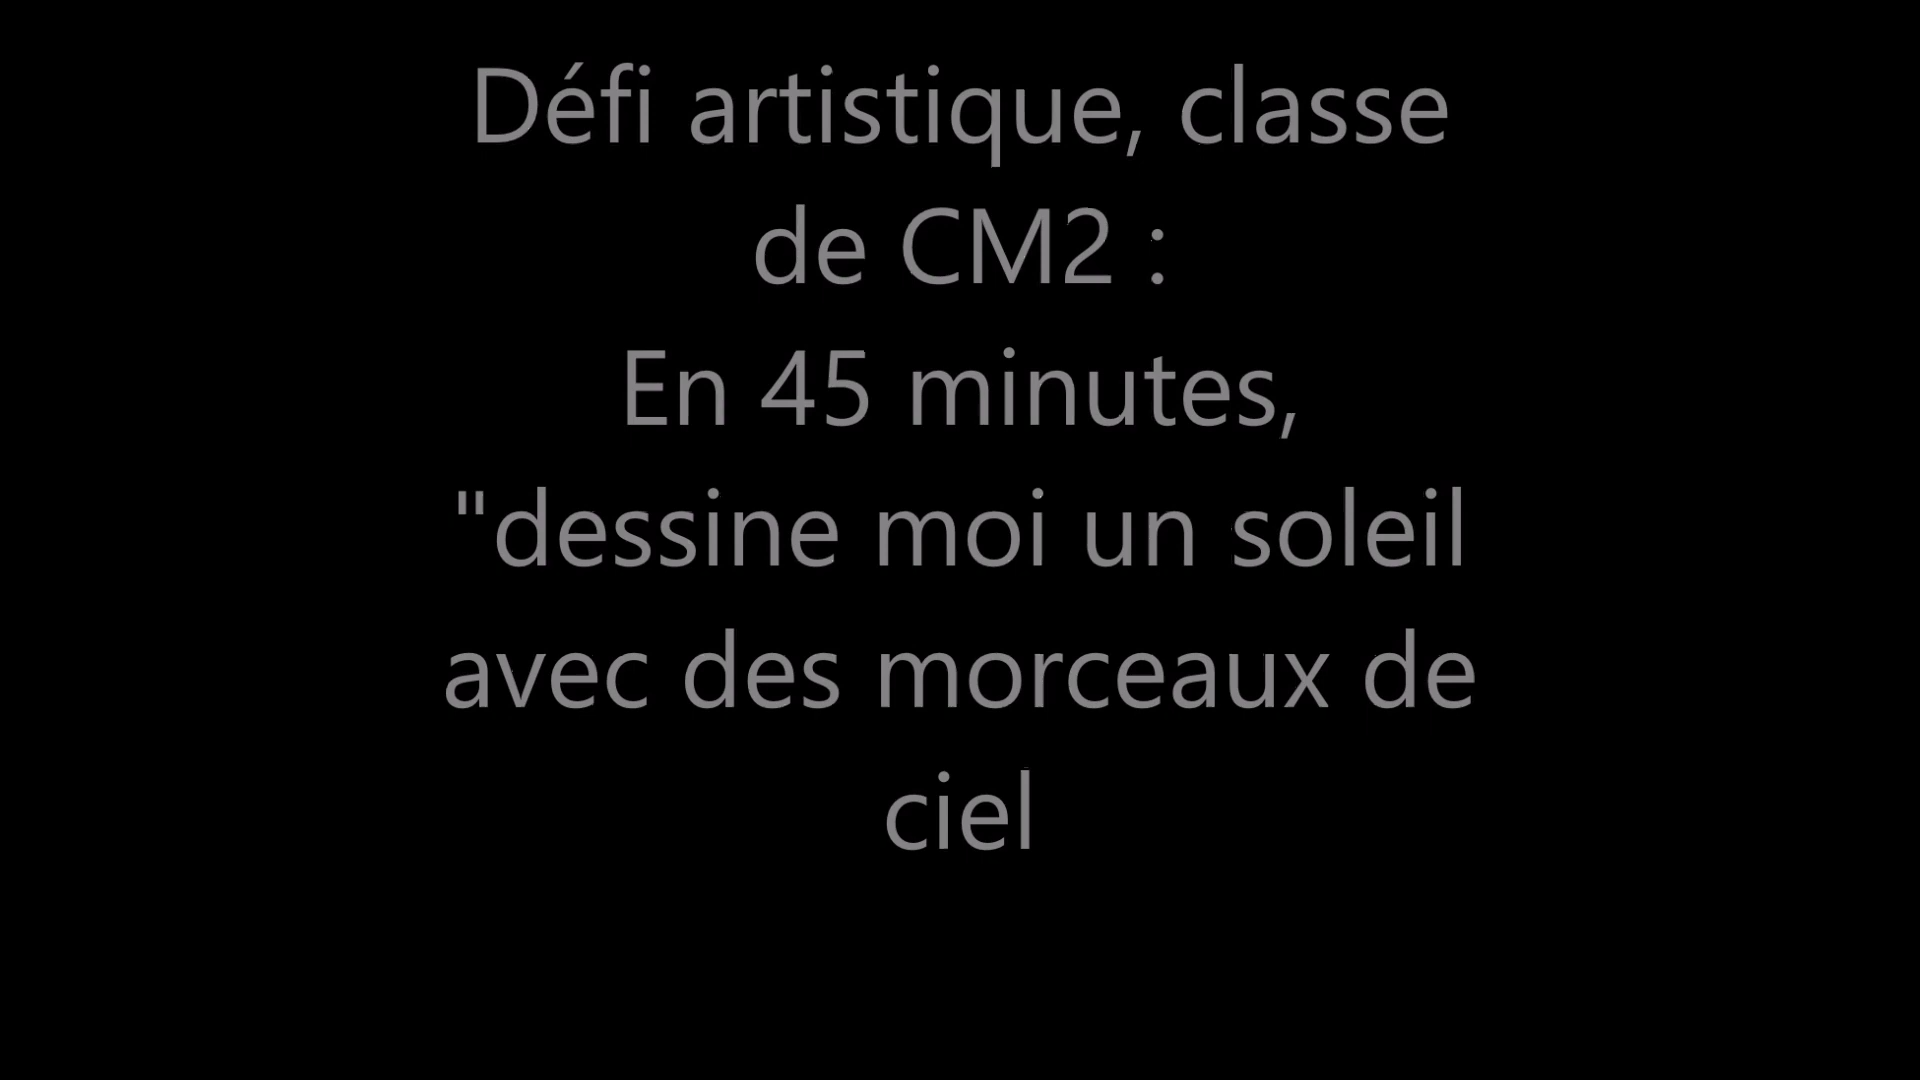 Défi artistique, classe
de CM2 :
En 45 minutes,
"dessine moi un soleil
avec des morceaux de
ciel